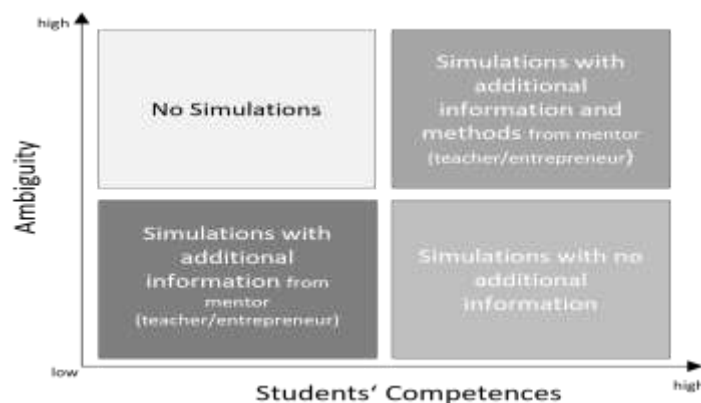 high
No Simulations
Simulations with
additional
information and
methods from mentor
(teacher/entrepreneur)
Ambiguity
Simulations with
additional
information from
mentor
(teacher/entrepreneur)
Simulations with no
additional
information
low
Students‘ Competences
high